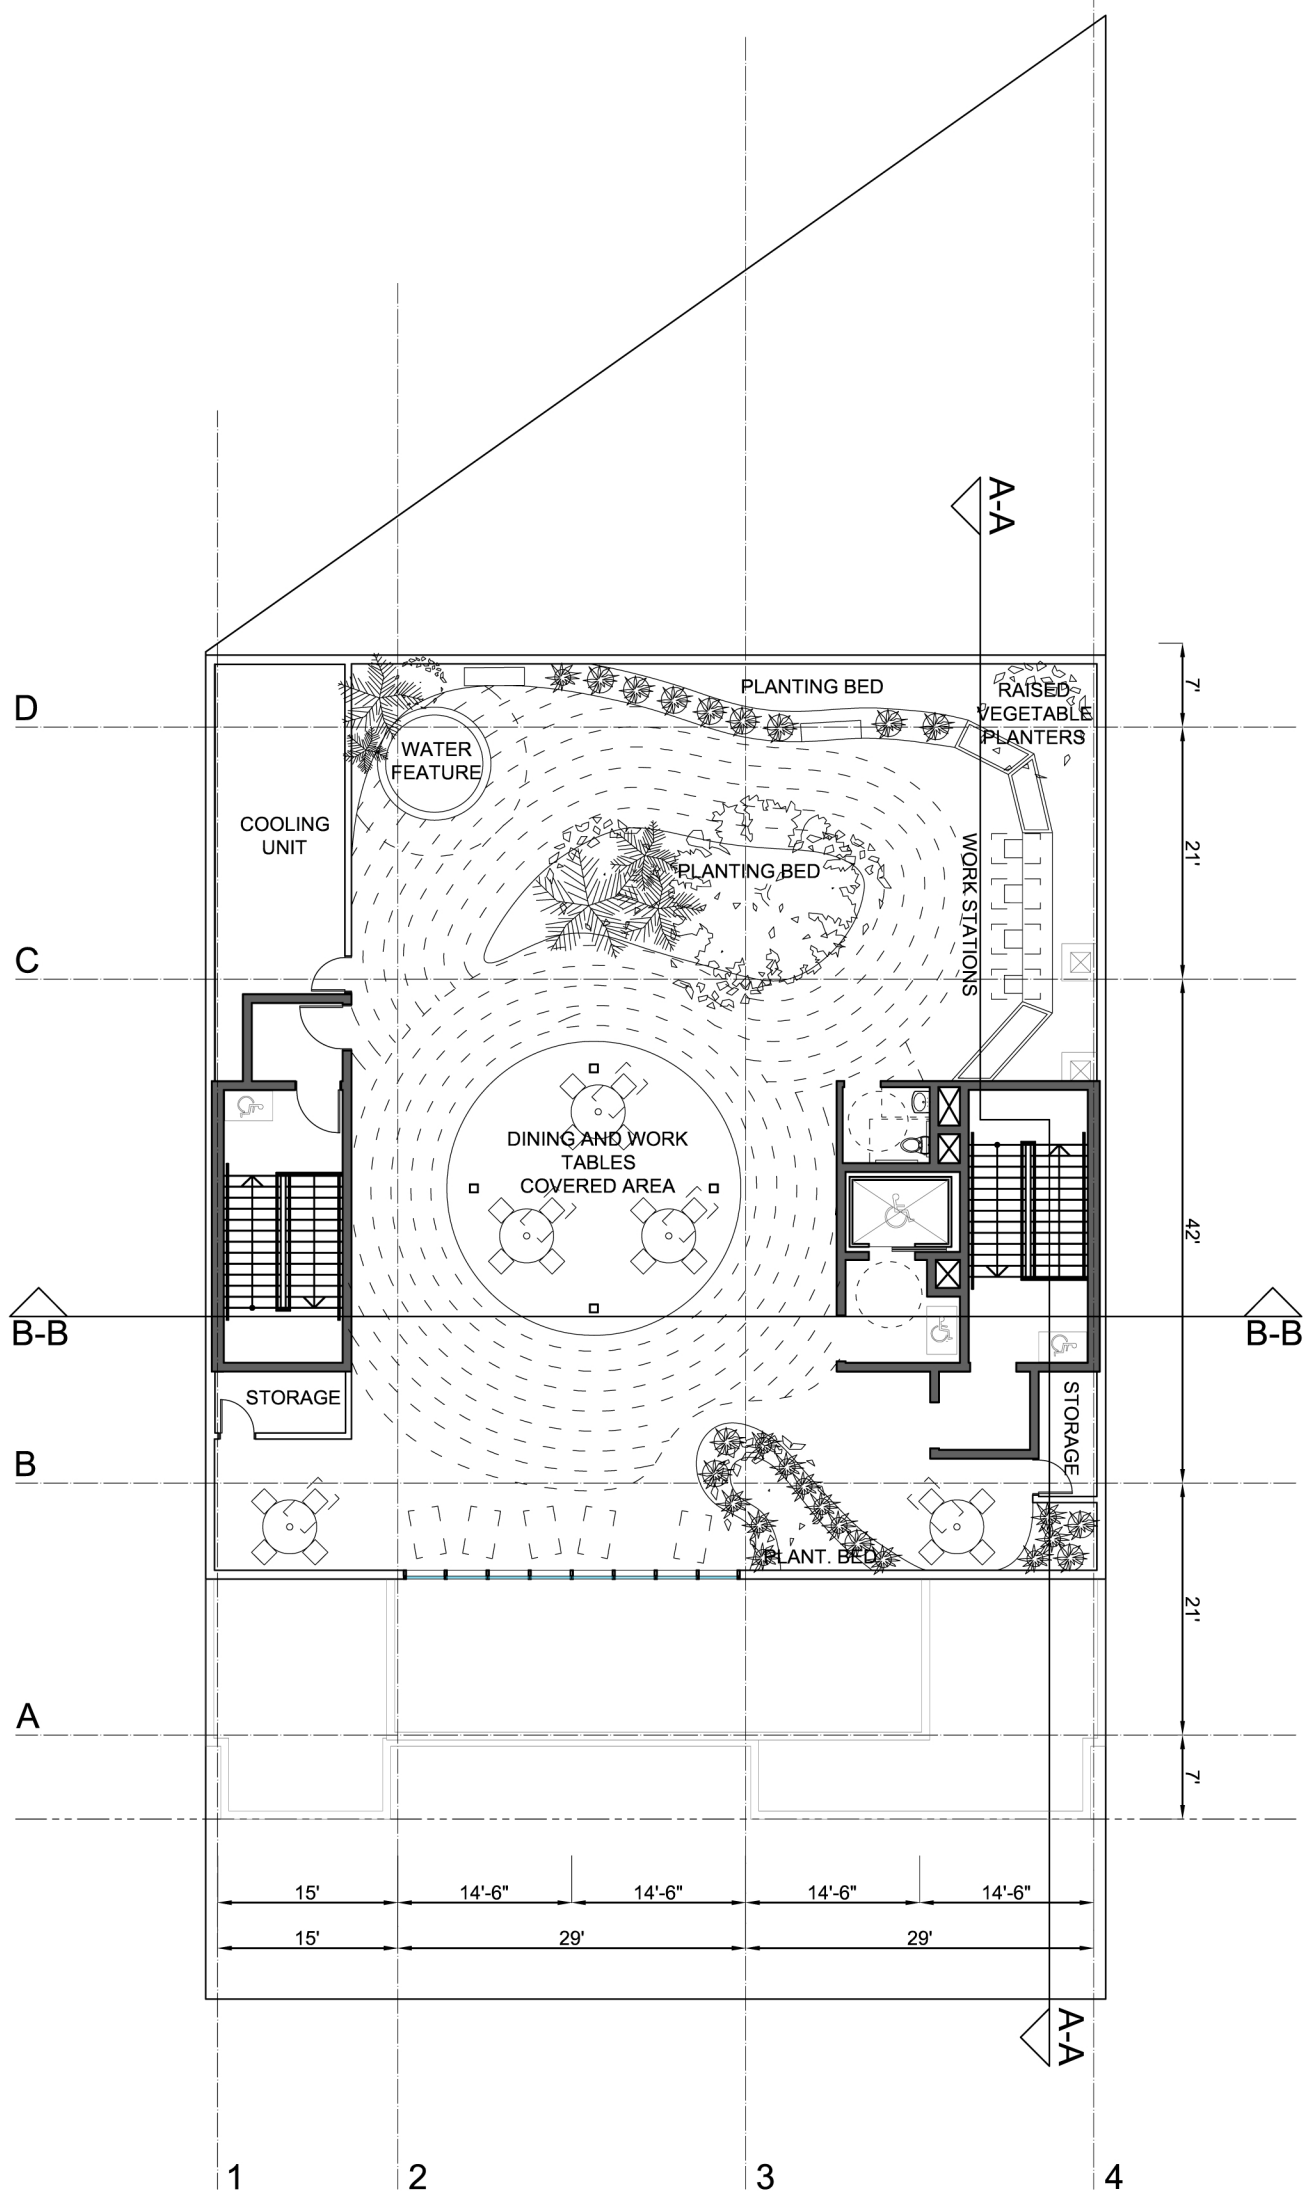 A-A
D
PLANTING BED
RAISED
VEGETABLE
PLANTERS
7'
WATER
FEATURE
COOLING
UNIT
PLANTING BED
WORK STATIONS
21'
C
DINING AND WORK
TABLES
COVERED AREA
42'
B-B
B-B
STORAGE
STORAGE
B
PLANT. BED
21'
A
7'
15'
14'-6"
14'-6"
14'-6"
14'-6"
15'
29'
29'
A-A
1
2
3
4